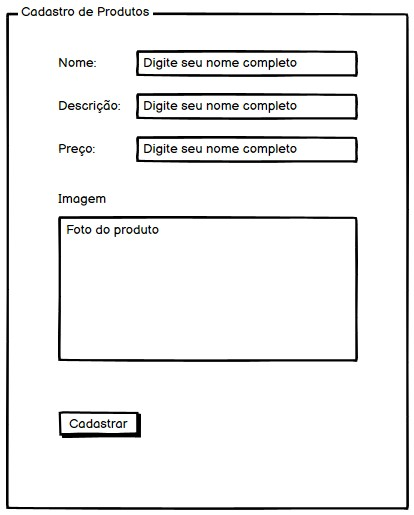 Cadastro de Produtos
Nome: Digite seu nome completo
Descrição: Digite seu nome completo
Preço: Digite seu nome completo
Imagem
Foto do produto
Cadastrar